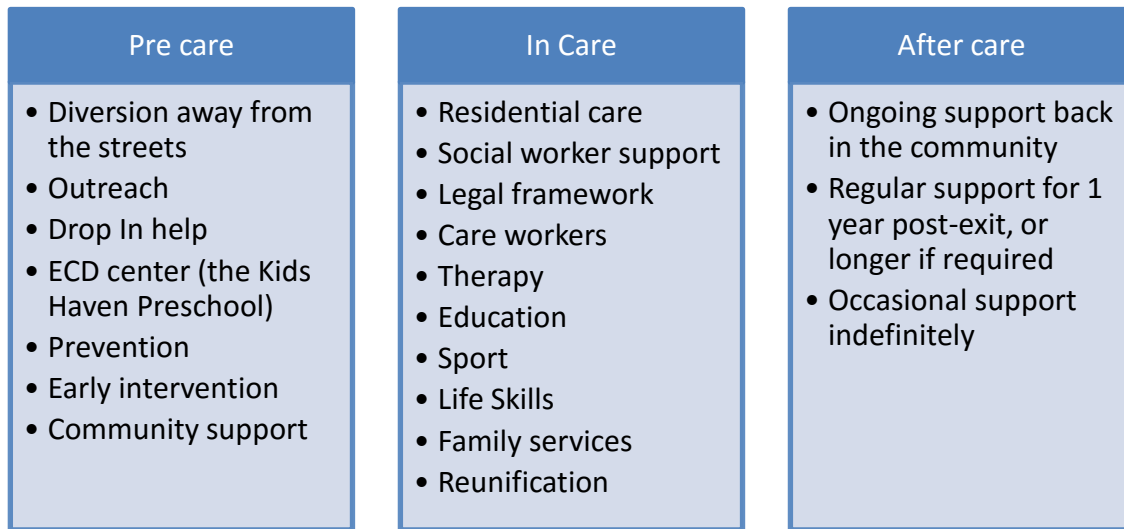 Pre care
• Diversion away from
the streets
• Outreach
• Drop In help
• ECD center (the Kids
Haven Preschool)
• Prevention
• Early intervention
• Community support
In Care
• Residential care
• Social worker support
• Legal framework
• Care workers
• Therapy
• Education
• Sport
• Life Skills
• Family services
• Reunification
After care
• Ongoing support back
in the community
• Regular support for 1
year post-exit, or
longer if required
• Occasional support
indefinitely